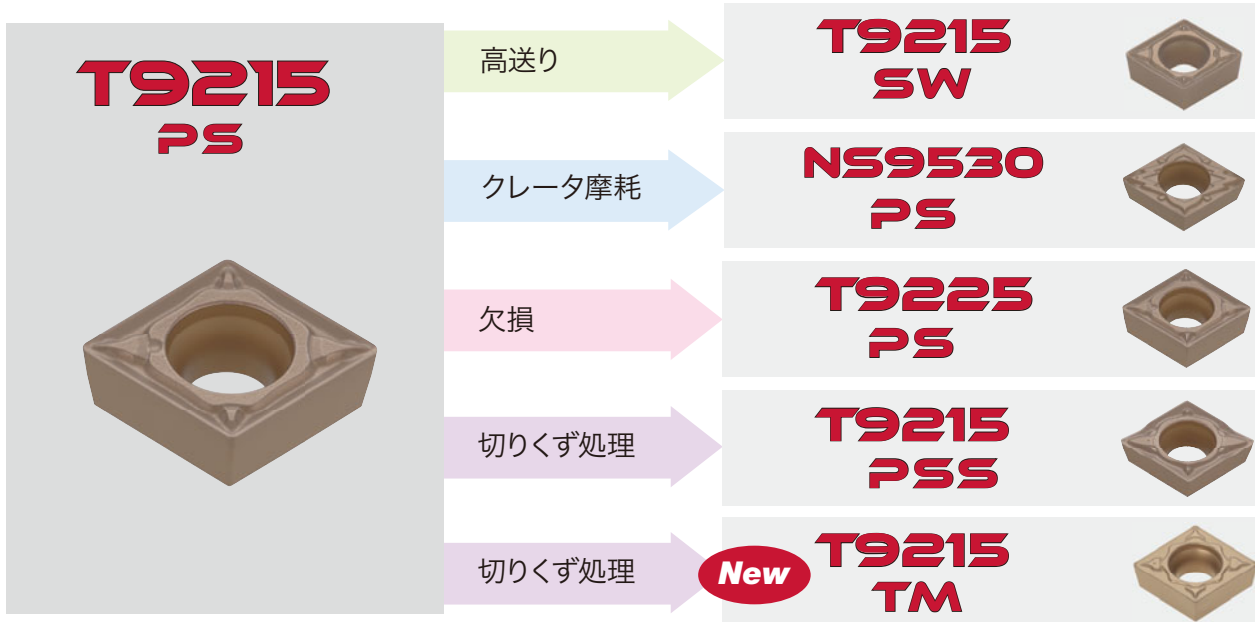 T9215
PS
高送り
T9215
SW
クレータ摩耗
NS9530
PS
欠損
T9225
PS
切りくず処理
T9215
PSS
切りくず処理
New
T9215
TM